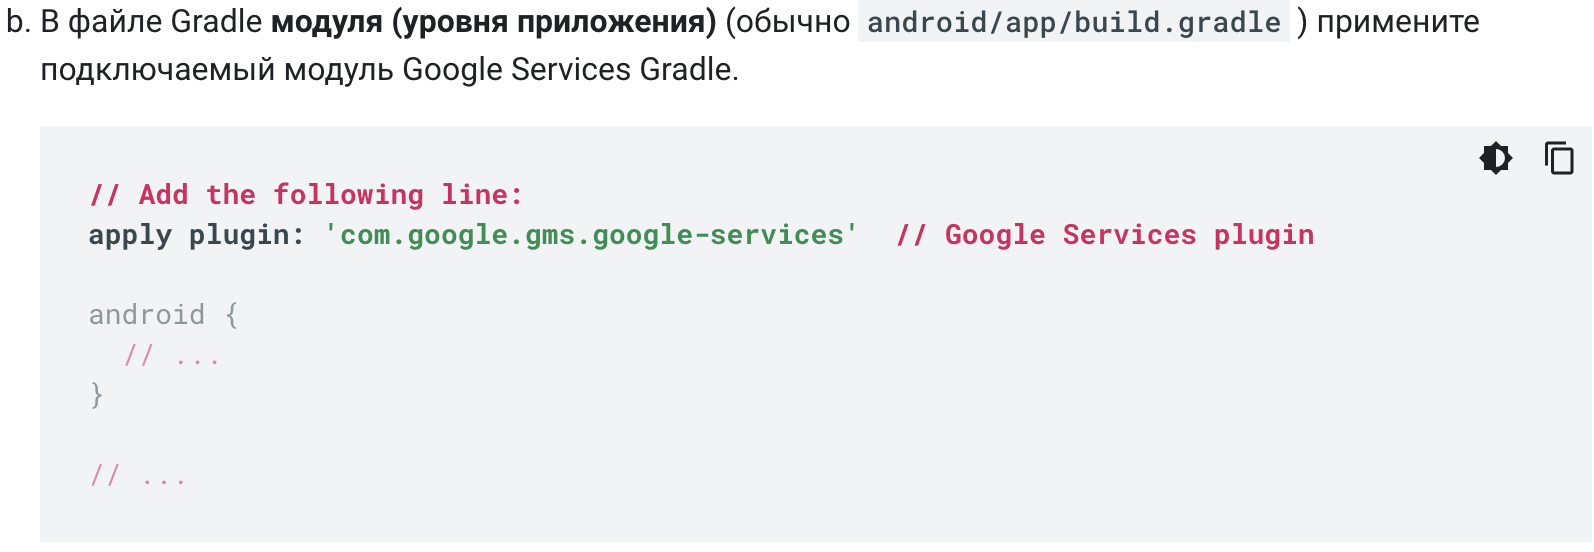 b. В файле Gradle модуля (уровня приложения) (обычно android/app/build.gradle ) примените
подключаемый модуль Google Services Gradle.
// Add the following line:
apply plugin: 'com.google.gms.google-services'  // Google Services plugin
android {
  // ...
}
// ...